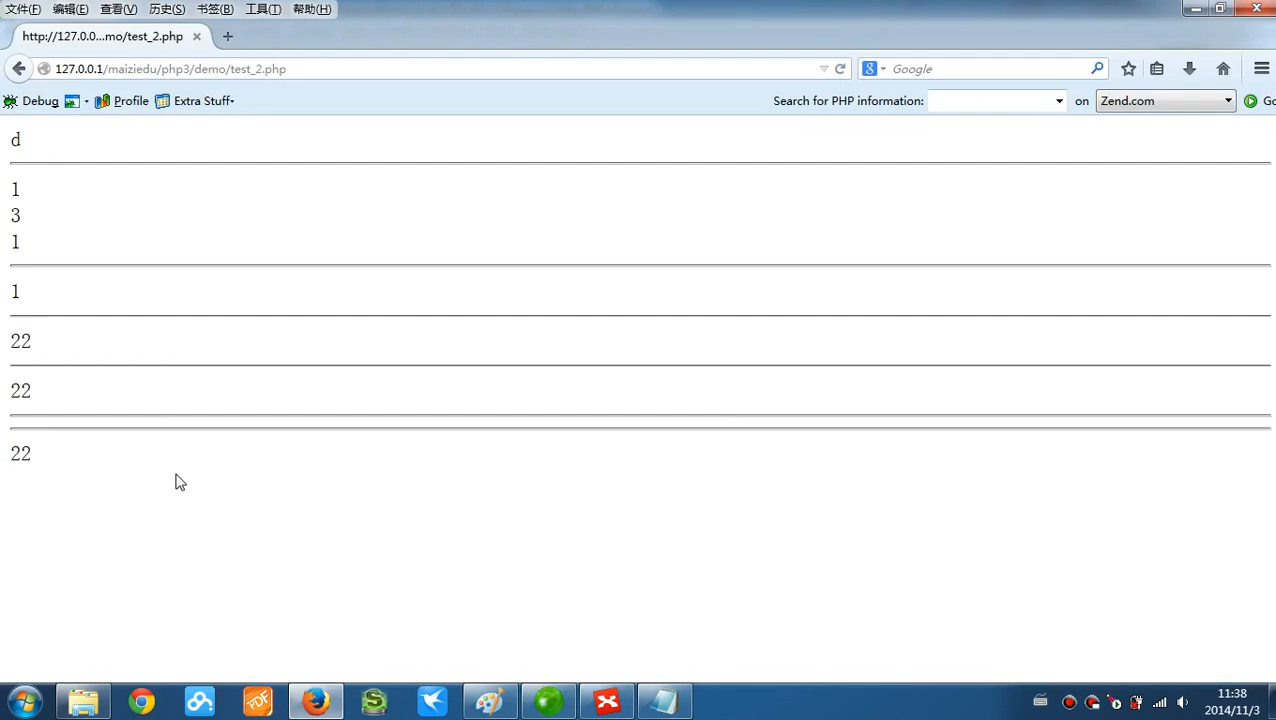 文件(F) 编辑(E) 查看(V) 历史(S) 书签(B) 工具(T) 帮助(H)
http://127.0.0...mo/test_2.php
127.0.0.1/maiziedu/php3/demo/test_2.php Google
Debug Profile Extra Stuff Search for PHP information: on Zend.com Go
d
1
3
1
1
22
22
22
PDF
11:38
2014/11/3